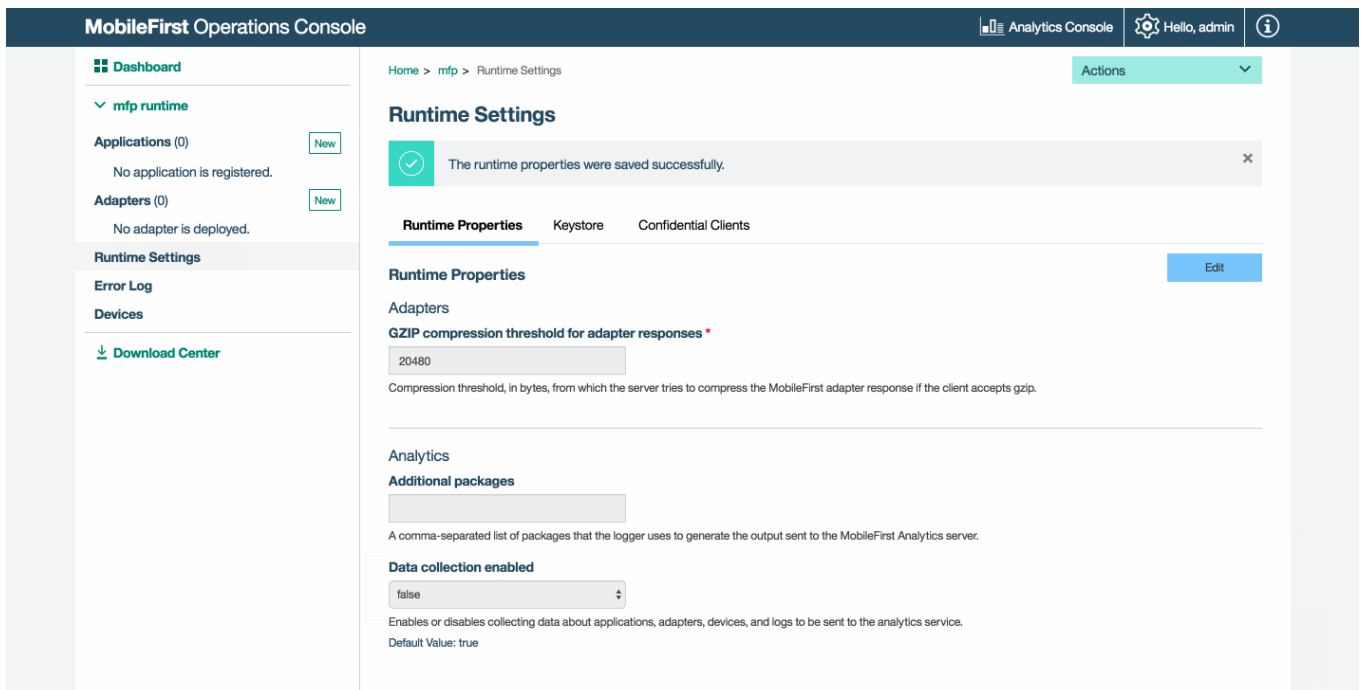 MobileFirst Operations Console
Analytics Console
Hello, admin
Dashboard
mfp runtime
Applications (0)
New
No application is registered.
Adapters (0)
New
No adapter is deployed.
Runtime Settings
Error Log
Devices
Download Center
Home > mfp > Runtime Settings
Actions
Runtime Settings
The runtime properties were saved successfully.
Runtime Properties Keystore Confidential Clients
Runtime Properties
Edit
Adapters
GZIP compression threshold for adapter responses *
20480
Compression threshold, in bytes, from which the server tries to compress the MobileFirst adapter response if the client accepts gzip.
Analytics
Additional packages
A comma-separated list of packages that the logger uses to generate the output sent to the MobileFirst Analytics server.
Data collection enabled
false
Enables or disables collecting data about applications, adapters, devices, and logs to be sent to the analytics service.
Default Value: true